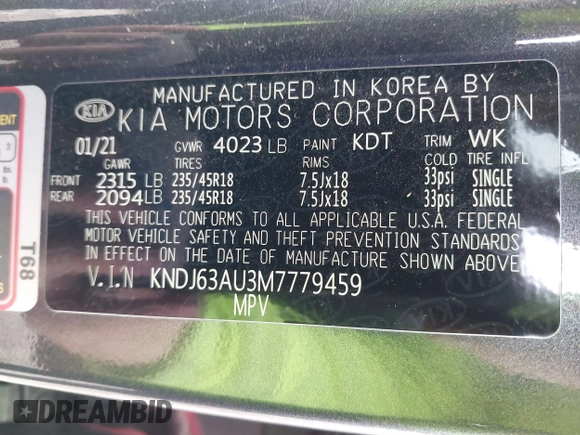 MANUFACTURED IN KOREA BY
KIA KIA MOTORS CORPORATION
01/21 GVWR 4023 LB PAINT KDT TRIM WK
GAWR TIRES RIMS COLD TIRE INFL
FRONT 2315 LB 235/45R18 7.5Jx18 33psi SINGLE
REAR 2094 LB 235/45R18 7.5Jx18 33psi SINGLE
THIS VEHICLE CONFORMS TO ALL APPLICABLE U.S.A. FEDERAL
MOTOR VEHICLE SAFETY AND THEFT PREVENTION STANDARDS
IN EFFECT ON THE DATE OF MANUFACTURE SHOWN ABOVE
V.I.N KNDJ63AU3M7779459
MPV
T68
DREAMBID